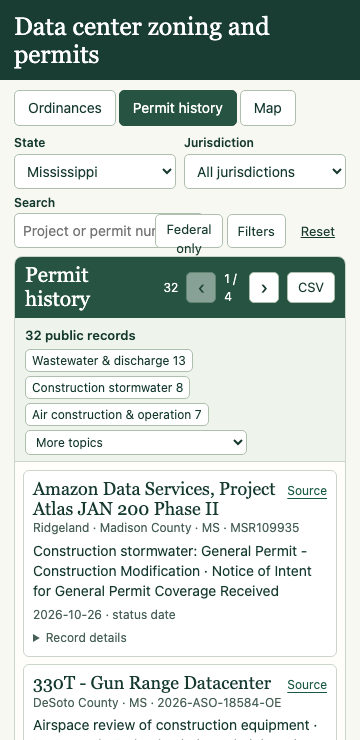 Data center zoning and
permits
Ordinances
Permit history
Map
State
Jurisdiction
Mississippi
All jurisdictions
Search
Project or permit
Federal
only
Filters
Reset
Permit
history
32
‹
1 /
4
›
CSV
32 public records
Wastewater & discharge 13
Construction stormwater 8
Air construction & operation 7
More topics
Amazon Data Services, Project
Atlas JAN 200 Phase II
Source
Ridgeland · Madison County · MS · MSR109935
Construction stormwater: General Permit -
Construction Modification · Notice of Intent
for General Permit Coverage Received
2026-10-26 · status date
▶ Record details
330T - Gun Range Datacenter
Source
DeSoto County · MS · 2026-ASO-18584-OE
Airspace review of construction equipment ·